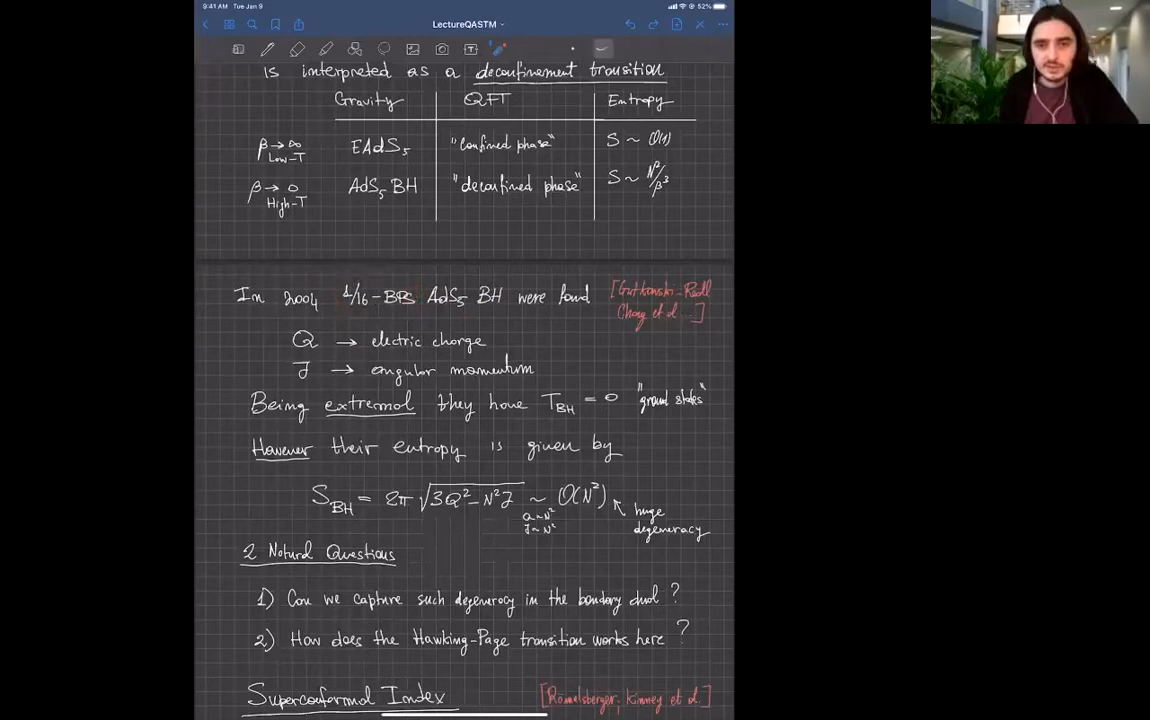 9:41 AM Tue Jan 9
52%
LectureQASTM
is interpreted as a deconfinement transition
Gravity QFT Entropy
β→∞ Low-T EAdS₅ "confined phase" S ~ O(1)
β→0 High-T AdS₅ BH "deconfined phase" S ~ N²/β³
In 2004 1/16-BPS AdS₅ BH were found [Gutkowski-Reall
Chong et al...]
Q → electric charge
J → angular momentum
Being extremal they have T_BH = 0 "ground states"
However their entropy is given by
S_BH = 2π √(3Q² - N²J) ~ O(N²) ↖ huge
Q~N² degeneracy
J~N²
2 Natural Questions
1) Can we capture such degeneracy in the boundary dual ?
2) How does the Hawking-Page transition works here ?
Superconformal Index [Römelsberger, Kinney et al.]